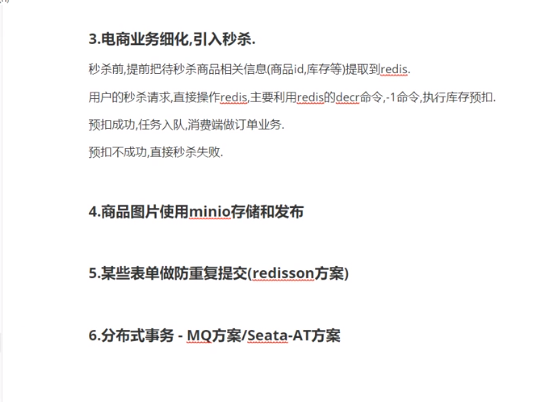 3.电商业务细化,引入秒杀.
秒杀前,提前把待秒杀商品相关信息(商品id,库存等)提取到redis.
用户的秒杀请求,直接操作redis,主要利用redis的decr命令,-1命令,执行库存预扣.
预扣成功,任务入队,消费端做订单业务.
预扣不成功,直接秒杀失败.
4.商品图片使用minio存储和发布
5.某些表单做防重复提交(redisson方案)
6.分布式事务 - MQ方案/Seata-AT方案